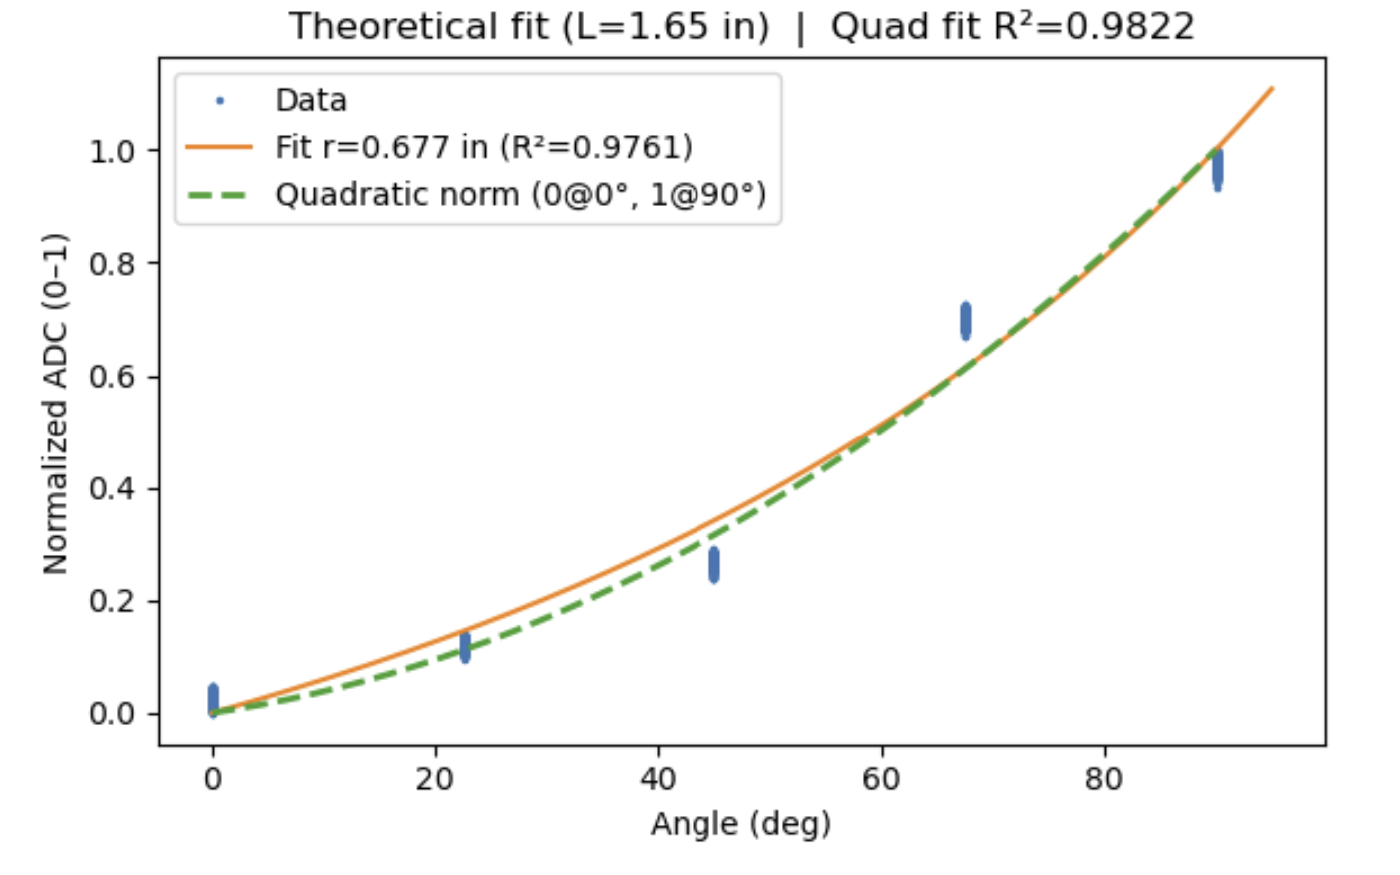 Theoretical fit (L=1.65 in) | Quad fit R²=0.9822
Data
Fit r=0.677 in (R²=0.9761)
Quadratic norm (0@0°, 1@90°)
Normalized ADC (0–1)
1.0
0.8
0.6
0.4
0.2
0.0
0 20 40 60 80
Angle (deg)